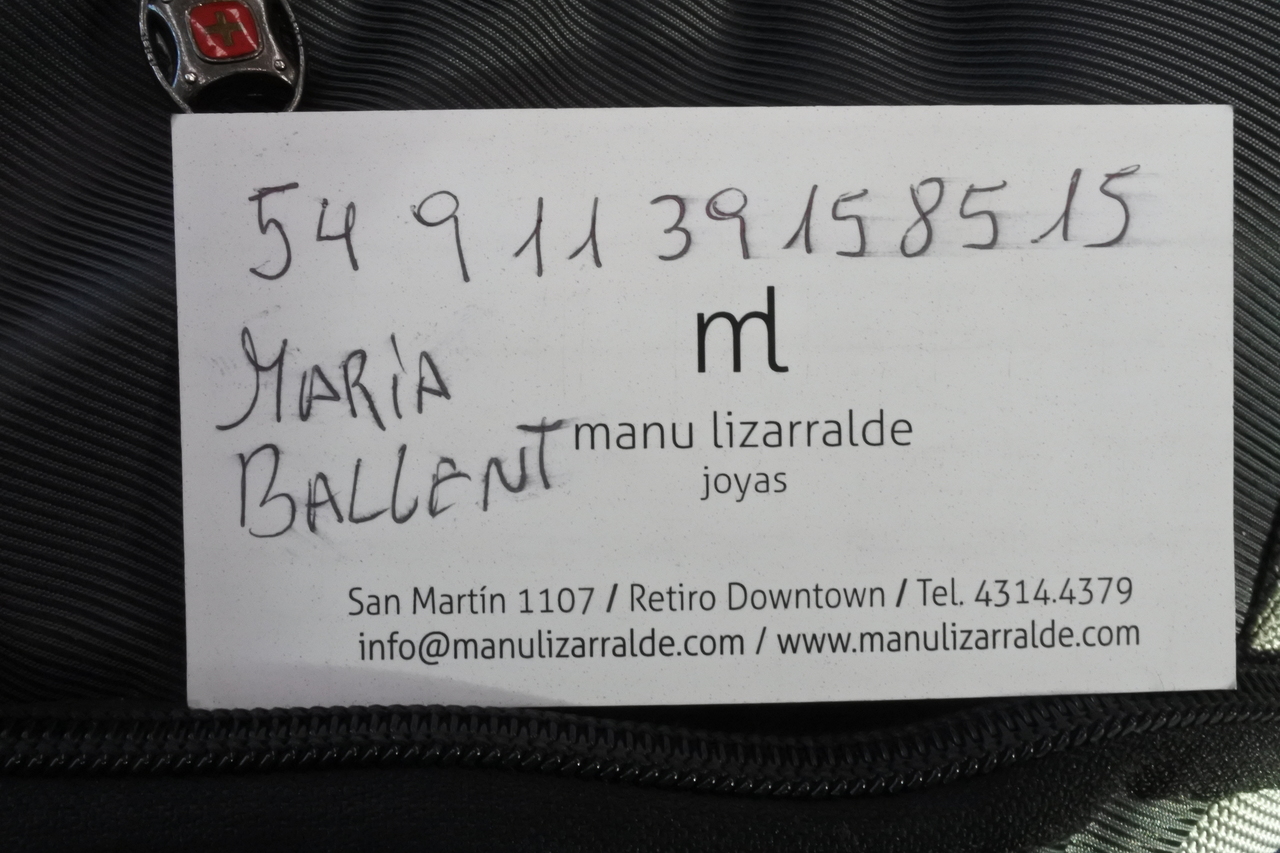 54 9 11 39 15 85 15
MARíA
BALLENT
ml
manu lizarralde
joyas
San Martín 1107 / Retiro Downtown / Tel. 4314.4379
info@manulizarralde.com / www.manulizarralde.com